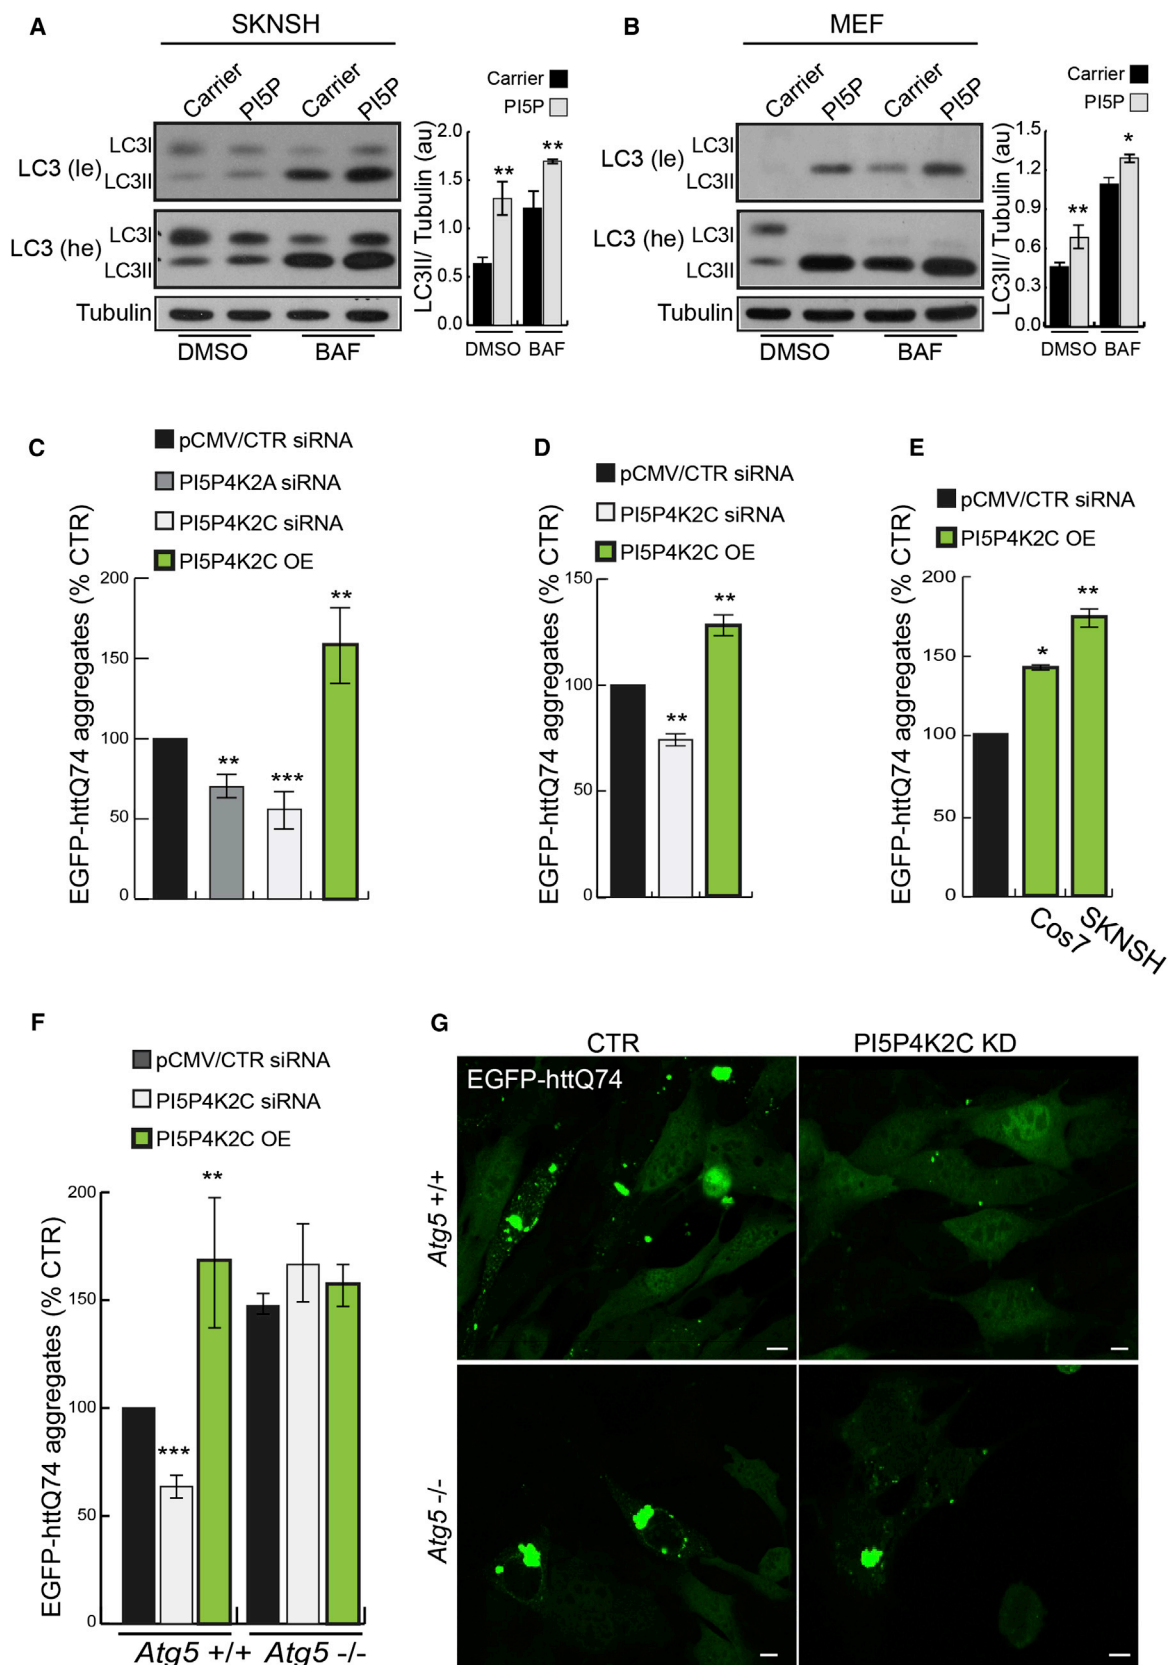 A
SKNSH
Carrier PI5P Carrier PI5P
LC3 (le) LC3I
LC3II
LC3 (he) LC3I
LC3II
Tubulin
DMSO BAF
Carrier
PI5P
LC3II/ Tubulin (au)
2.0
1.5
1.0
0.5
0.0
** **
DMSO BAF
B
MEF
Carrier PI5P Carrier PI5P
LC3 (le) LC3I
LC3II
LC3 (he) LC3I
LC3II
Tubulin
DMSO BAF
Carrier
PI5P
LC3II/ Tubulin (au)
1.5
1.2
0.9
0.6
0.3
0.0
** *
DMSO BAF
C
pCMV/CTR siRNA
PI5P4K2A siRNA
PI5P4K2C siRNA
PI5P4K2C OE
EGFP-httQ74 aggregates (% CTR)
200
150
100
50
0
** *** **
D
pCMV/CTR siRNA
PI5P4K2C siRNA
PI5P4K2C OE
EGFP-httQ74 aggregates (% CTR)
150
100
50
0
** **
E
pCMV/CTR siRNA
PI5P4K2C OE
EGFP-httQ74 aggregates (% CTR)
200
150
100
50
0
* **
Cos7 SKNSH
F
pCMV/CTR siRNA
PI5P4K2C siRNA
PI5P4K2C OE
EGFP-httQ74 aggregates (% CTR)
200
150
100
50
0
*** **
Atg5 +/+ Atg5 -/-
G
CTR PI5P4K2C KD
EGFP-httQ74
Atg5 +/+
Atg5 -/-